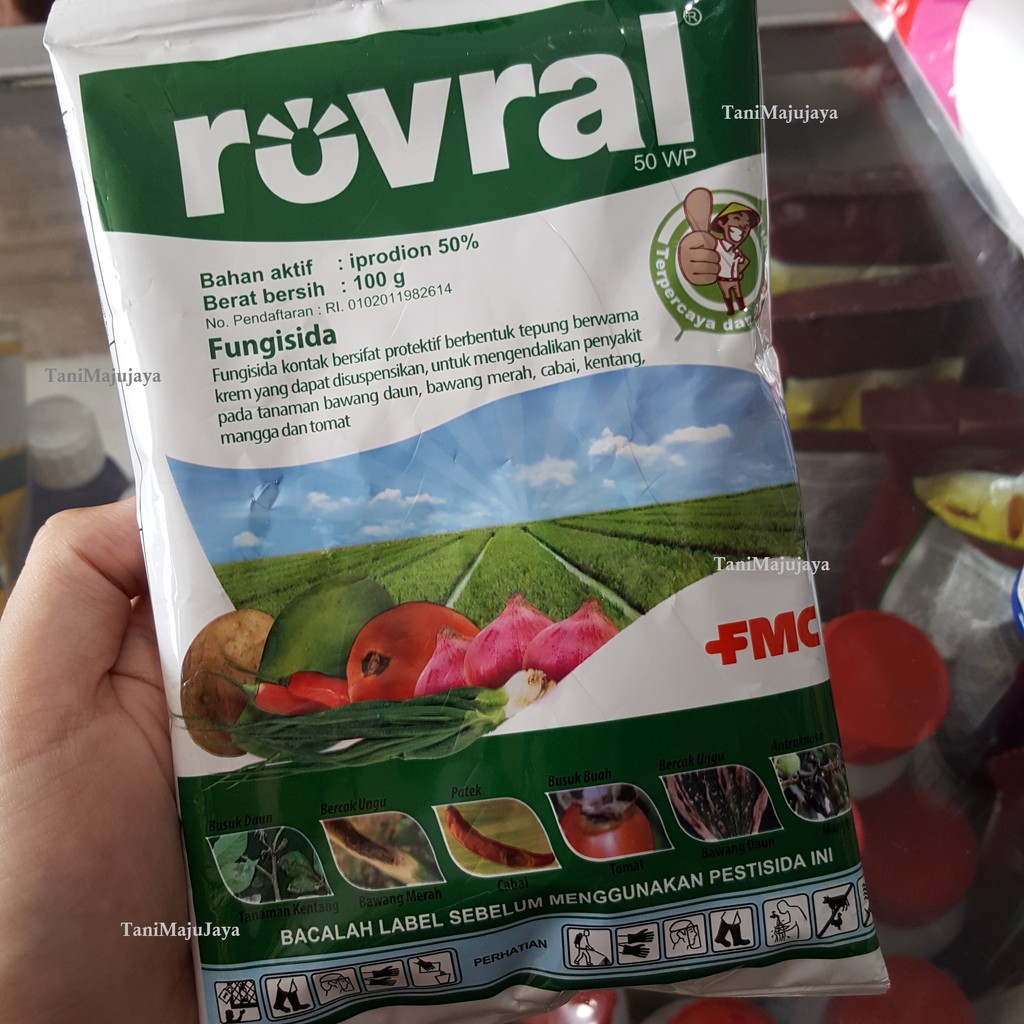 rovral®
50 WP
TaniMajujaya
Bahan aktif : iprodion 50%
Berat bersih : 100 g
No. Pendaftaran : RI. 0102011982614
Fungisida
Fungisida kontak bersifat protektif berbentuk tepung berwarna
krem yang dapat disuspensikan, untuk mengendalikan penyakit
pada tanaman bawang daun, bawang merah, cabai, kentang,
mangga dan tomat
Terpercaya dan
TaniMajujaya
TaniMajujaya
FMC
Busuk Daun
Tanaman Kentang
Bercak Ungu
Bawang Merah
Patek
Cabai
Busuk Buah
Tomat
Bercak Ungu
Bawang Daun
BACALAH LABEL SEBELUM MENGGUNAKAN PESTISIDA INI
PERHATIAN
TaniMajuJaya